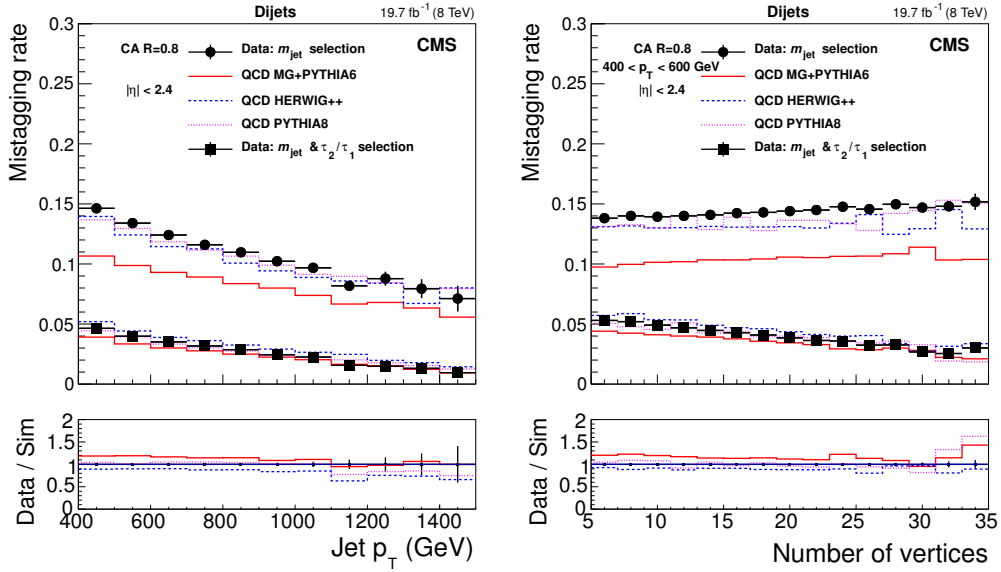 Dijets 19.7 fb⁻¹ (8 TeV)
CMS
CA R=0.8
|η| < 2.4
Data: m_jet selection
QCD MG+PYTHIA6
QCD HERWIG++
QCD PYTHIA8
Data: m_jet & τ₂/τ₁ selection
Mistagging rate
0.3
0.25
0.2
0.15
0.1
0.05
0
Data / Sim
2
1.5
1
0.5
0
400 600 800 1000 1200 1400
Jet p_T (GeV)
Dijets 19.7 fb⁻¹ (8 TeV)
CMS
CA R=0.8
400 < p_T < 600 GeV
|η| < 2.4
Data: m_jet selection
QCD MG+PYTHIA6
QCD HERWIG++
QCD PYTHIA8
Data: m_jet & τ₂/τ₁ selection
Mistagging rate
0.3
0.25
0.2
0.15
0.1
0.05
0
Data / Sim
2
1.5
1
0.5
0
5 10 15 20 25 30 35
Number of vertices